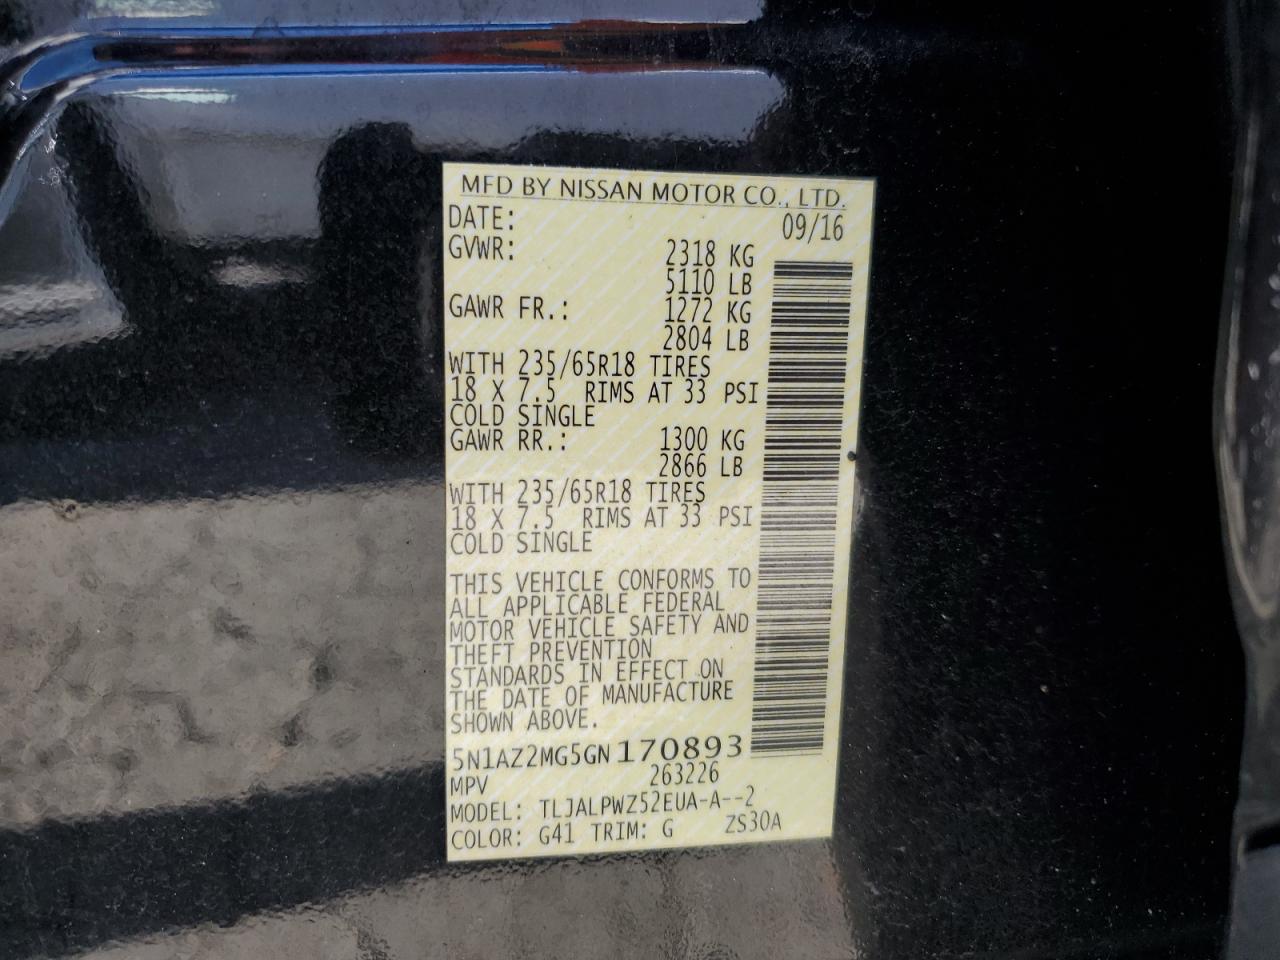 MFD BY NISSAN MOTOR CO., LTD.
DATE: 09/16
GVWR: 2318 KG
5110 LB
GAWR FR.: 1272 KG
2804 LB
WITH 235/65R18 TIRES
18 X 7.5 RIMS AT 33 PSI
COLD SINGLE
GAWR RR.: 1300 KG
2866 LB
WITH 235/65R18 TIRES
18 X 7.5 RIMS AT 33 PSI
COLD SINGLE
THIS VEHICLE CONFORMS TO
ALL APPLICABLE FEDERAL
MOTOR VEHICLE SAFETY AND
THEFT PREVENTION
STANDARDS IN EFFECT ON
THE DATE OF MANUFACTURE
SHOWN ABOVE.
5N1AZ2MG5GN170893
MPV 263226
MODEL: TLJALPWZ52EUA-A--2
COLOR: G41 TRIM: G ZS30A